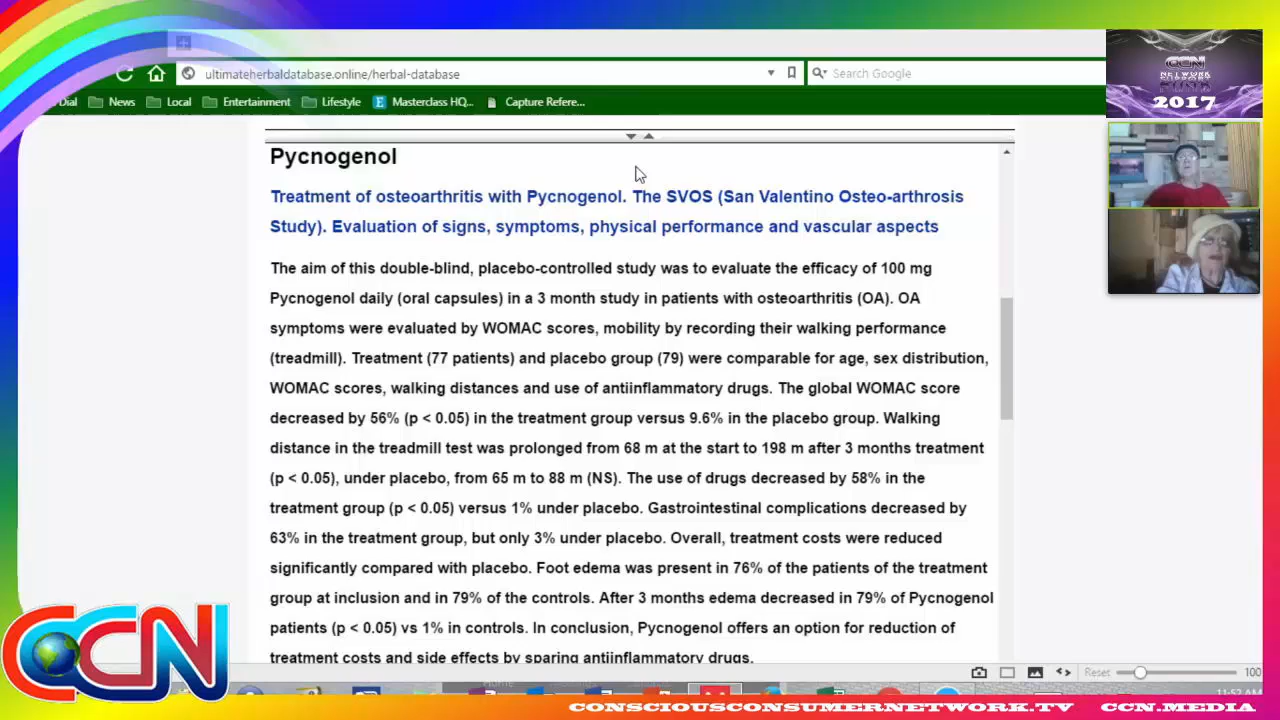 ultimateherbaldatabase.online/herbal-database
Search Google
Dial
News
Local
Entertainment
Lifestyle
Masterclass HQ...
Capture Refere...
CCN
NETWORK
SUPPORT
2017
Pycnogenol
Treatment of osteoarthritis with Pycnogenol. The SVOS (San Valentino Osteo-arthrosis
Study). Evaluation of signs, symptoms, physical performance and vascular aspects
The aim of this double-blind, placebo-controlled study was to evaluate the efficacy of 100 mg
Pycnogenol daily (oral capsules) in a 3 month study in patients with osteoarthritis (OA). OA
symptoms were evaluated by WOMAC scores, mobility by recording their walking performance
(treadmill). Treatment (77 patients) and placebo group (79) were comparable for age, sex distribution,
WOMAC scores, walking distances and use of antiinflammatory drugs. The global WOMAC score
decreased by 56% (p < 0.05) in the treatment group versus 9.6% in the placebo group. Walking
distance in the treadmill test was prolonged from 68 m at the start to 198 m after 3 months treatment
(p < 0.05), under placebo, from 65 m to 88 m (NS). The use of drugs decreased by 58% in the
treatment group (p < 0.05) versus 1% under placebo. Gastrointestinal complications decreased by
63% in the treatment group, but only 3% under placebo. Overall, treatment costs were reduced
significantly compared with placebo. Foot edema was present in 76% of the patients of the treatment
group at inclusion and in 79% of the controls. After 3 months edema decreased in 79% of Pycnogenol
patients (p < 0.05) vs 1% in controls. In conclusion, Pycnogenol offers an option for reduction of
treatment costs and side effects by sparing antiinflammatory drugs.
Reset
100
11:52 AM
CCN
CONSCIOUSCONSUMERNETWORK.TV CCN.MEDIA